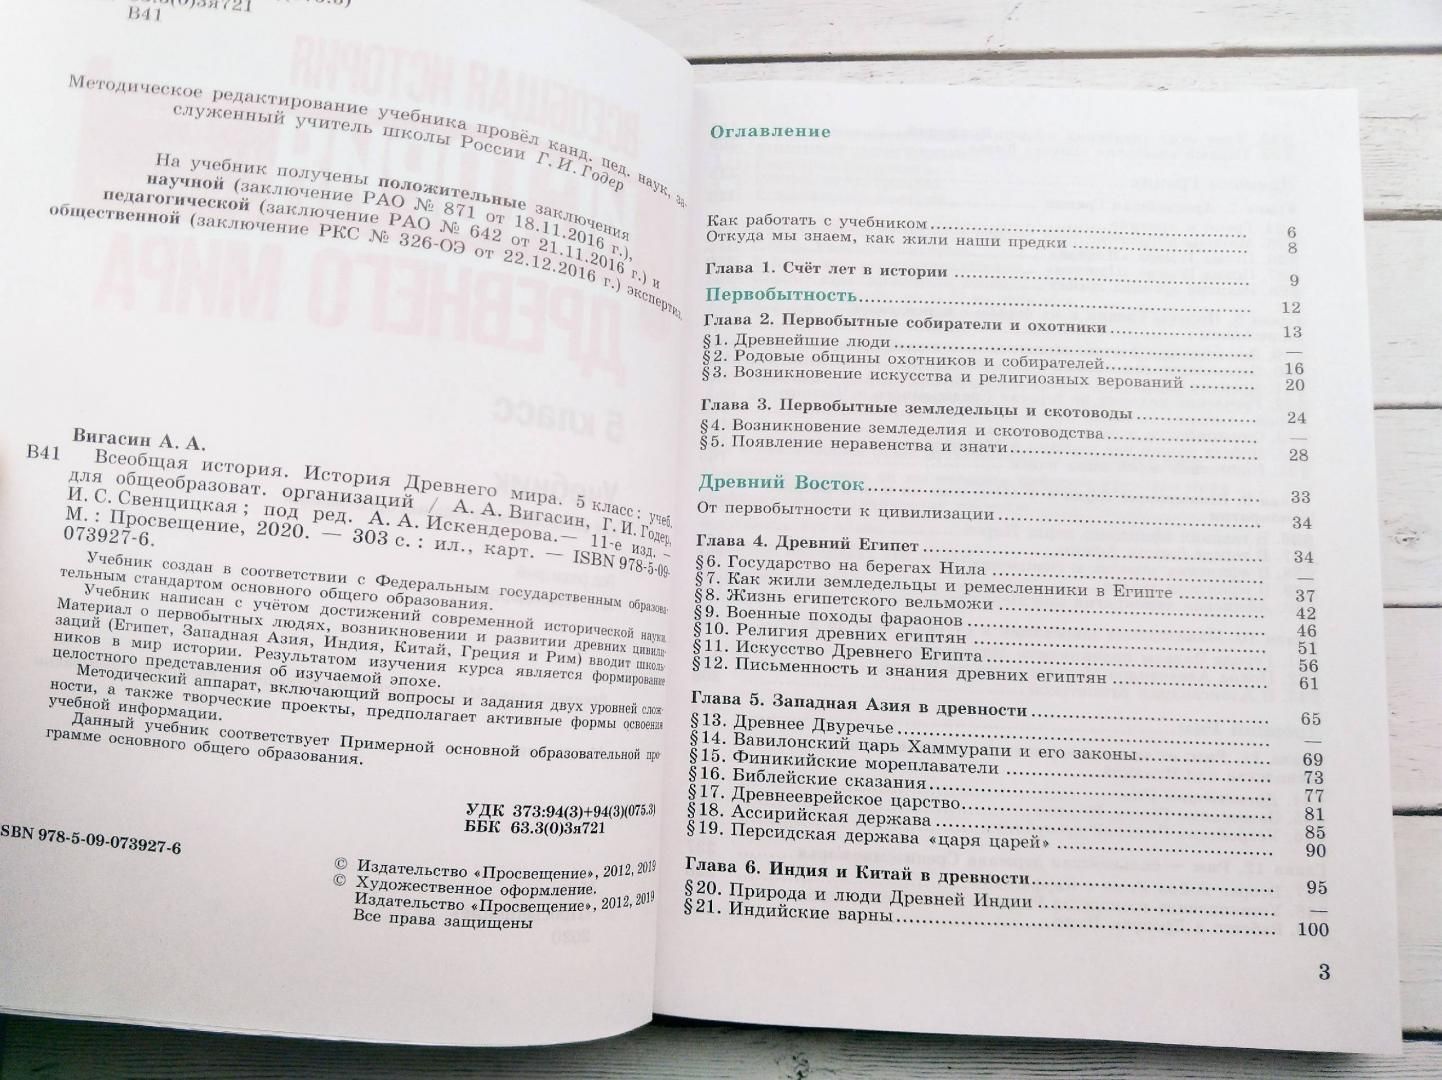 В41
Методическое редактирование учебника провёл канд. пед. наук, за-
служенный учитель школы России Г. И. Годер
На учебник получены положительные заключения
научной (заключение РАО № 871 от 18.11.2016 г.),
педагогической (заключение РАО № 642 от 21.11.2016 г.) и
общественной (заключение РКС № 326-ОЭ от 22.12.2016 г.) экспертиз.
Вигасин А. А.
В41 Всеобщая история. История Древнего мира. 5 класс : учеб.
для общеобразоват. организаций / А. А. Вигасин, Г. И. Годер,
И. С. Свенцицкая ; под ред. А. А. Искендерова.— 11-е изд. —
М. : Просвещение, 2020. — 303 с. : ил., карт. — ISBN 978-5-09-
073927-6.
Учебник создан в соответствии с Федеральным государственным образова-
тельным стандартом основного общего образования.
Учебник написан с учётом достижений современной исторической науки.
Материал о первобытных людях, возникновении и развитии древних цивили-
заций (Египет, Западная Азия, Индия, Китай, Греция и Рим) вводит
ников в мир истории. Результатом изучения курса является формирование
целостного представления об изучаемой эпохе.
Методический аппарат, включающий вопросы и задания двух уровней слож-
ности, а также творческие проекты, предполагает активные формы освоения
учебной информации.
Данный учебник соответствует Примерной основной образовательной про-
грамме основного общего образования.
УДК 373:94(3)+94(3)(075.3)
ББК 63.3(0)3я721
ISBN 978-5-09-073927-6
© Издательство «Просвещение», 2012, 2019
© Художественное оформление.
Издательство «Просвещение», 2012, 2019
Все права защищены
Оглавление
Как работать с учебником 6
Откуда мы знаем, как жили наши предки 8
Глава 1. Счёт лет в истории 9
Первобытность 12
Глава 2. Первобытные собиратели и охотники 13
§ 1. Древнейшие люди —
§ 2. Родовые общины охотников и собирателей 16
§ 3. Возникновение искусства и религиозных верований 20
Глава 3. Первобытные земледельцы и скотоводы 24
§ 4. Возникновение земледелия и скотоводства —
§ 5. Появление неравенства и знати 28
Древний Восток 33
От первобытности к цивилизации 34
Глава 4. Древний Египет 34
§ 6. Государство на берегах Нила —
§ 7. Как жили земледельцы и ремесленники в Египте 37
§ 8. Жизнь египетского вельможи 42
§ 9. Военные походы фараонов 46
§ 10. Религия древних египтян 51
§ 11. Искусство Древнего Египта 56
§ 12. Письменность и знания древних египтян 61
Глава 5. Западная Азия в древности 65
§ 13. Древнее Двуречье —
§ 14. Вавилонский царь Хаммурапи и его законы 69
§ 15. Финикийские мореплаватели 73
§ 16. Библейские сказания 77
§ 17. Древнееврейское царство 81
§ 18. Ассирийская держава 85
§ 19. Персидская держава «царя царей» 90
Глава 6. Индия и Китай в древности 95
§ 20. Природа и люди Древней Индии —
§ 21. Индийские варны 100
3